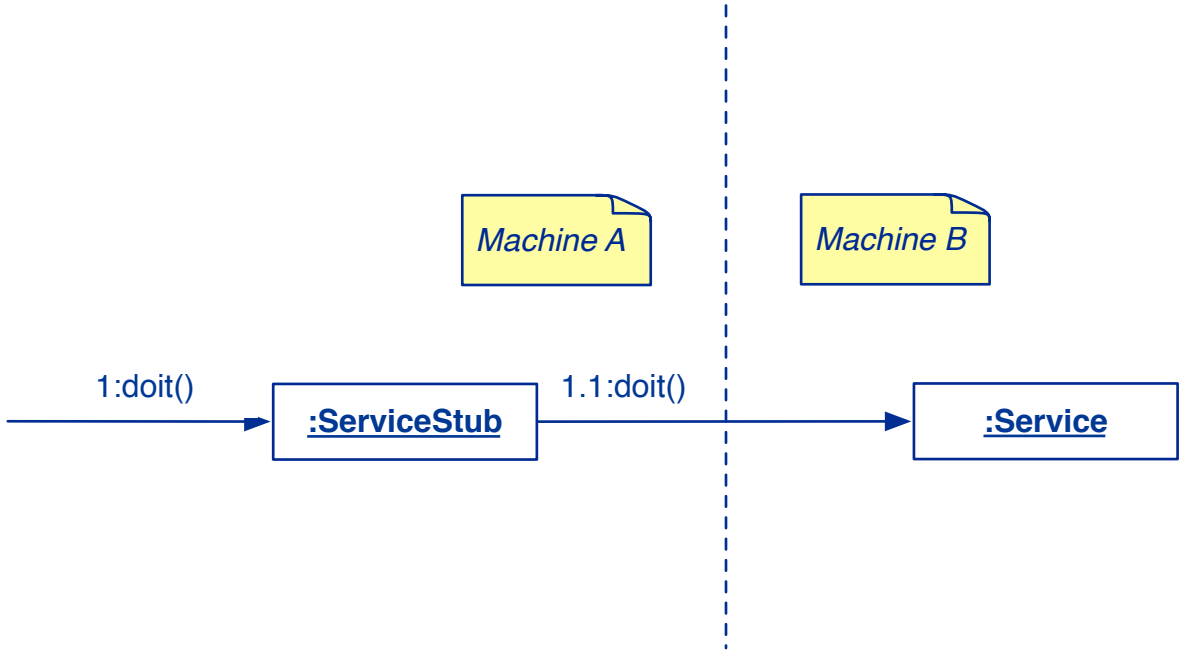 Machine A
Machine B
1:doit()
:ServiceStub
1.1:doit()
:Service